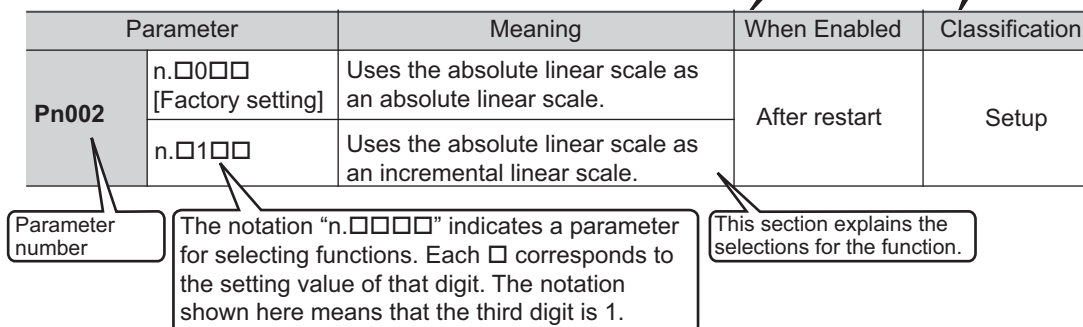 Parameter Meaning When Enabled Classification
Pn002
n.□0□□
[Factory setting]
Uses the absolute linear scale as
an absolute linear scale.
n.□1□□
Uses the absolute linear scale as
an incremental linear scale.
After restart
Setup
Parameter
number
The notation “n.□□□□” indicates a parameter
for selecting functions. Each □ corresponds to
the setting value of that digit. The notation
shown here means that the third digit is 1.
This section explains the
selections for the function.